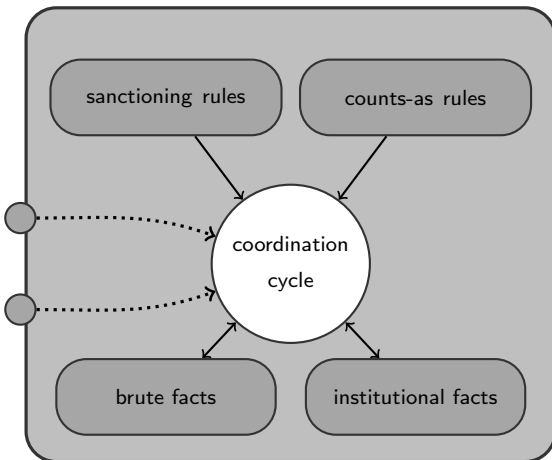 sanctioning rules
counts-as rules
coordination
cycle
brute facts
institutional facts